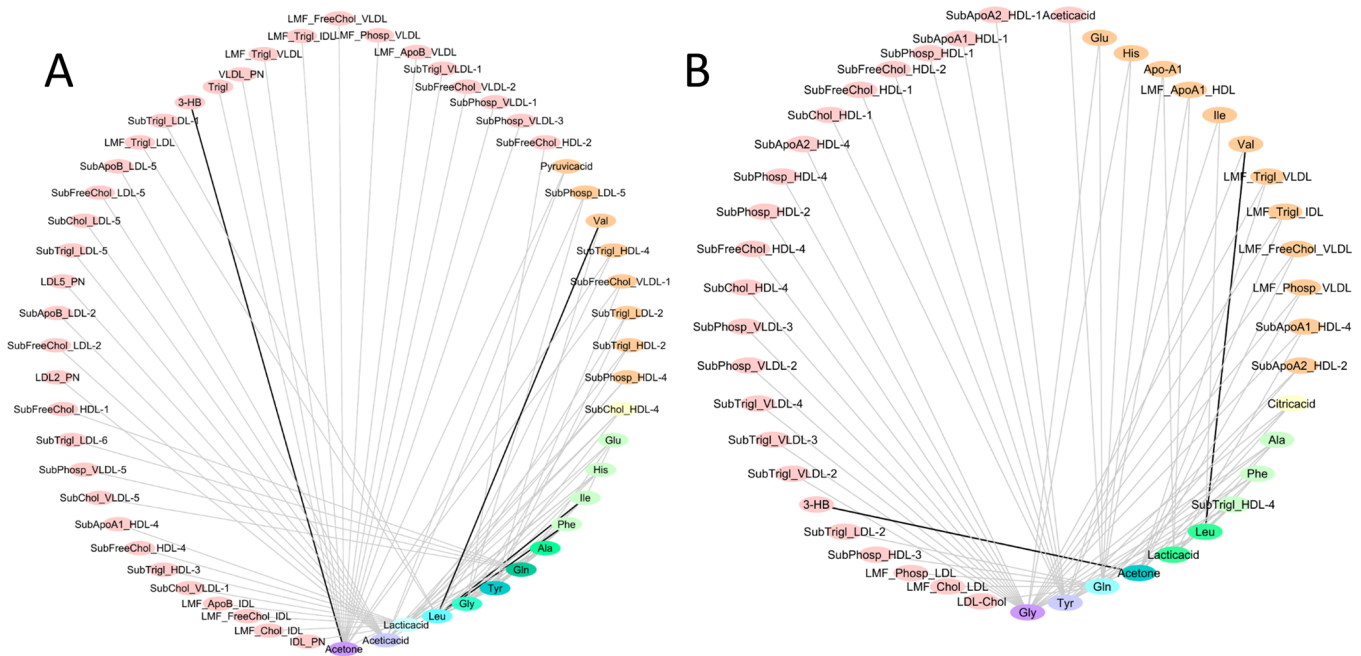 A
LMF_FreeChol_VLDL
LMF_Trigl_IDL
LMF_Phosp_VLDL
LMF_Trigl_VLDL
LMF_ApoB_VLDL
VLDL_PN
SubTrigl_VLDL-1
Trigl
SubFreeChol_VLDL-2
3-HB
SubPhosp_VLDL-1
SubTrigl_LDL-1
SubPhosp_VLDL-3
LMF_Trigl_LDL
SubFreeChol_HDL-2
SubApoB_LDL-5
Pyruvicacid
SubFreeChol_LDL-5
SubPhosp_LDL-5
SubChol_LDL-5
Val
SubTrigl_LDL-5
SubTrigl_HDL-4
LDL5_PN
SubFreeChol_VLDL-1
SubApoB_LDL-2
SubTrigl_LDL-2
SubFreeChol_LDL-2
SubTrigl_HDL-2
LDL2_PN
SubPhosp_HDL-4
SubFreeChol_HDL-1
SubChol_HDL-4
SubTrigl_LDL-6
Glu
SubPhosp_VLDL-5
His
SubChol_VLDL-5
Ile
SubApoA1_HDL-4
Phe
SubFreeChol_HDL-4
Ala
SubTrigl_HDL-3
Gln
SubChol_VLDL-1
Tyr
LMF_ApoB_IDL
Gly
LMF_FreeChol_IDL
Leu
LMF_Chol_IDL
Lacticacid
IDL_PN
Aceticacid
Acetone
B
SubApoA2_HDL-1
Aceticacid
SubApoA1_HDL-1
Glu
SubPhosp_HDL-1
His
SubFreeChol_HDL-2
Apo-A1
SubFreeChol_HDL-1
LMF_ApoA1_HDL
SubChol_HDL-1
Ile
SubApoA2_HDL-4
Val
SubPhosp_HDL-4
LMF_Trigl_VLDL
SubPhosp_HDL-2
LMF_Trigl_IDL
SubFreeChol_HDL-4
LMF_FreeChol_VLDL
SubChol_HDL-4
LMF_Phosp_VLDL
SubPhosp_VLDL-3
SubApoA1_HDL-4
SubPhosp_VLDL-2
SubApoA2_HDL-2
SubTrigl_VLDL-4
Citricacid
SubTrigl_VLDL-3
Ala
SubTrigl_VLDL-2
Phe
3-HB
SubTrigl_HDL-4
SubTrigl_LDL-2
Leu
SubPhosp_HDL-3
Lacticacid
LMF_Phosp_LDL
Acetone
LMF_Chol_LDL
Gln
LDL-Chol
Tyr
Gly